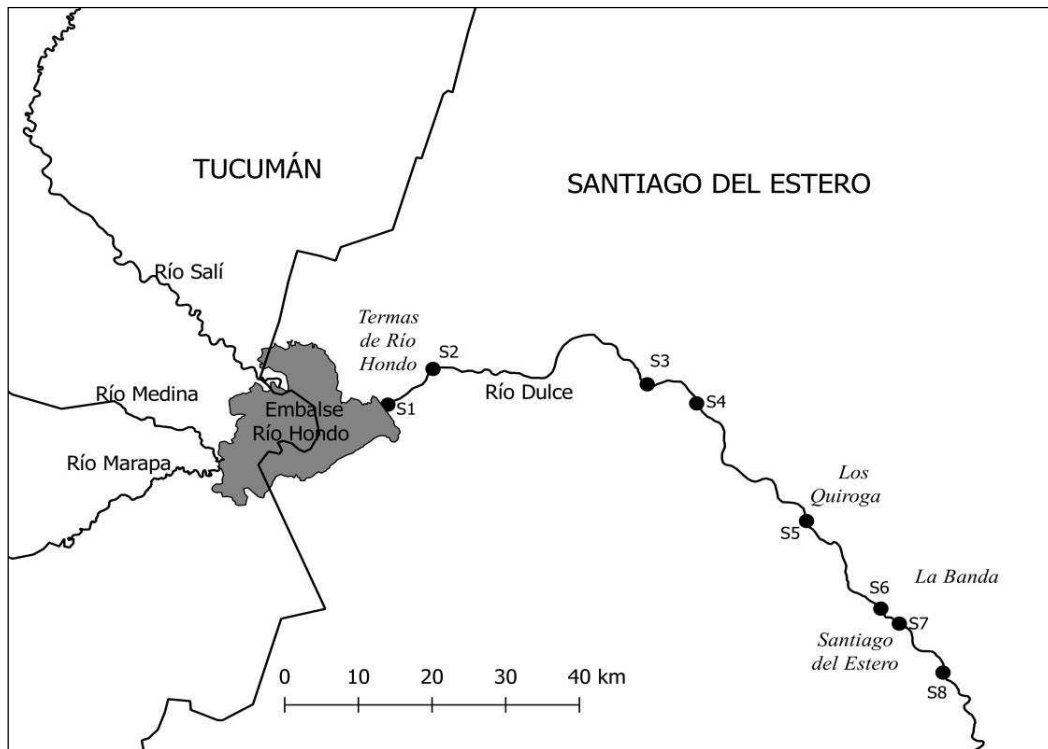 TUCUMÁN
SANTIAGO DEL ESTERO
Río Salí
Termas
de Río
Hondo
S2
S3
Río Medina
Río Dulce
S1
S4
Embalse
Río Hondo
Río Marapa
Los
Quiroga
S5
La Banda
S6
S7
Santiago
del Estero
S8
0 10 20 30 40 km